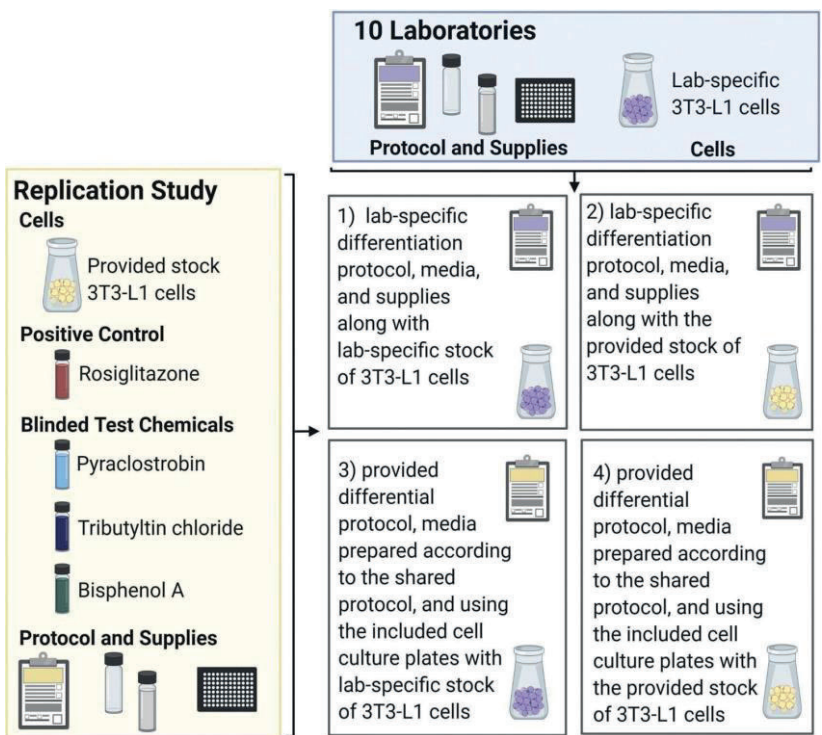 10 Laboratories
Lab-specific
3T3-L1 cells
Protocol and Supplies
Cells
Replication Study
Cells
Provided stock
3T3-L1 cells
Positive Control
Rosiglitazone
Blinded Test Chemicals
Pyraclostrobin
Tributyltin chloride
Bisphenol A
Protocol and Supplies
1) lab-specific
differentiation
protocol, media,
and supplies
along with
lab-specific stock
of 3T3-L1 cells
2) lab-specific
differentiation
protocol, media,
and supplies
along with the
provided stock of
3T3-L1 cells
3) provided
differential
protocol, media
prepared according
to the shared
protocol, and using
the included cell
culture plates with
lab-specific stock
of 3T3-L1 cells
4) provided
differential
protocol, media
prepared according
to the shared
protocol, and using
the included cell
culture plates with
the provided stock
of 3T3-L1 cells